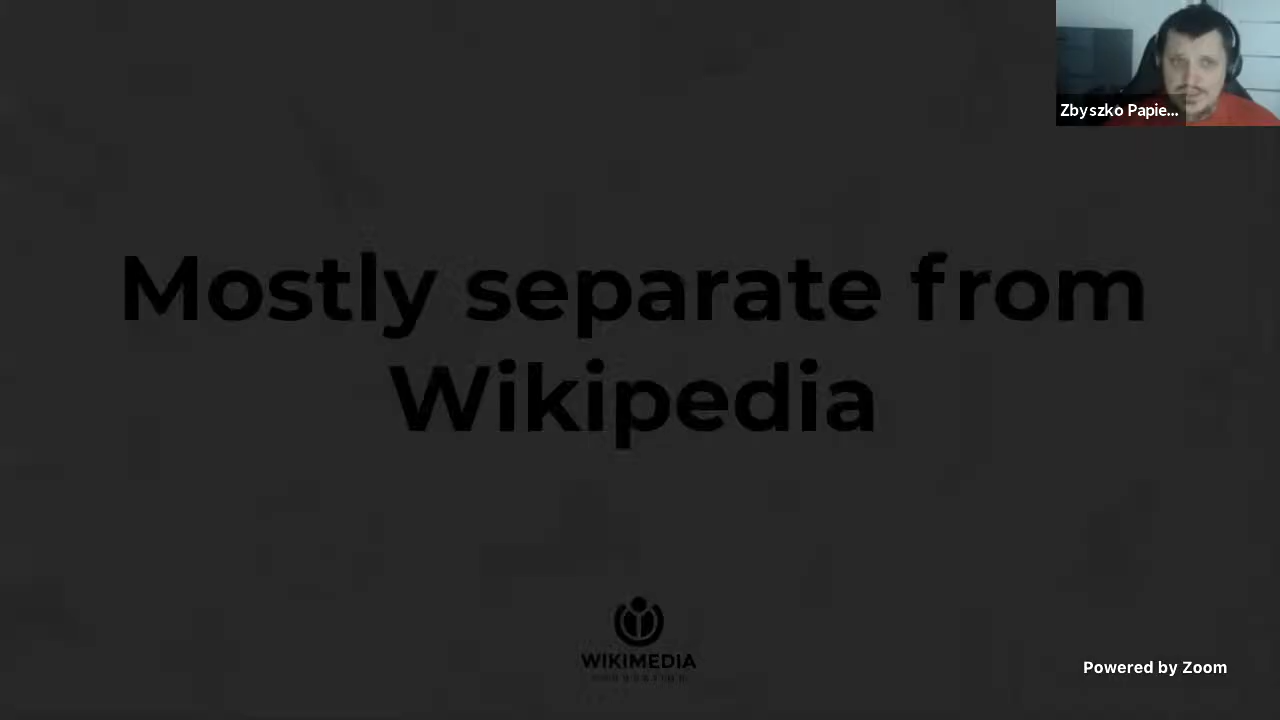 Zbyszko Papie...
Mostly separate from
Wikipedia
WIKIMEDIA
Powered by Zoom